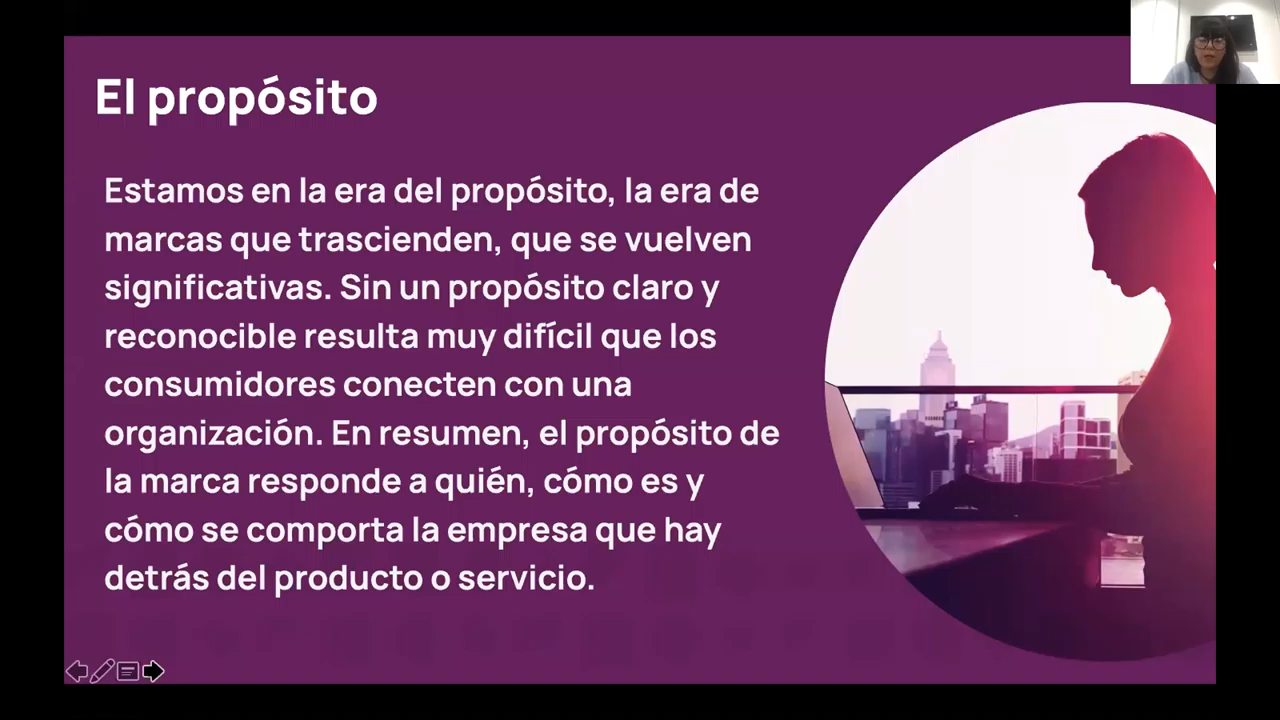 El propósito
Estamos en la era del propósito, la era de
marcas que trascienden, que se vuelven
significativas. Sin un propósito claro y
reconocible resulta muy difícil que los
consumidores conecten con una
organización. En resumen, el propósito de
la marca responde a quién, cómo es y
cómo se comporta la empresa que hay
detrás del producto o servicio.